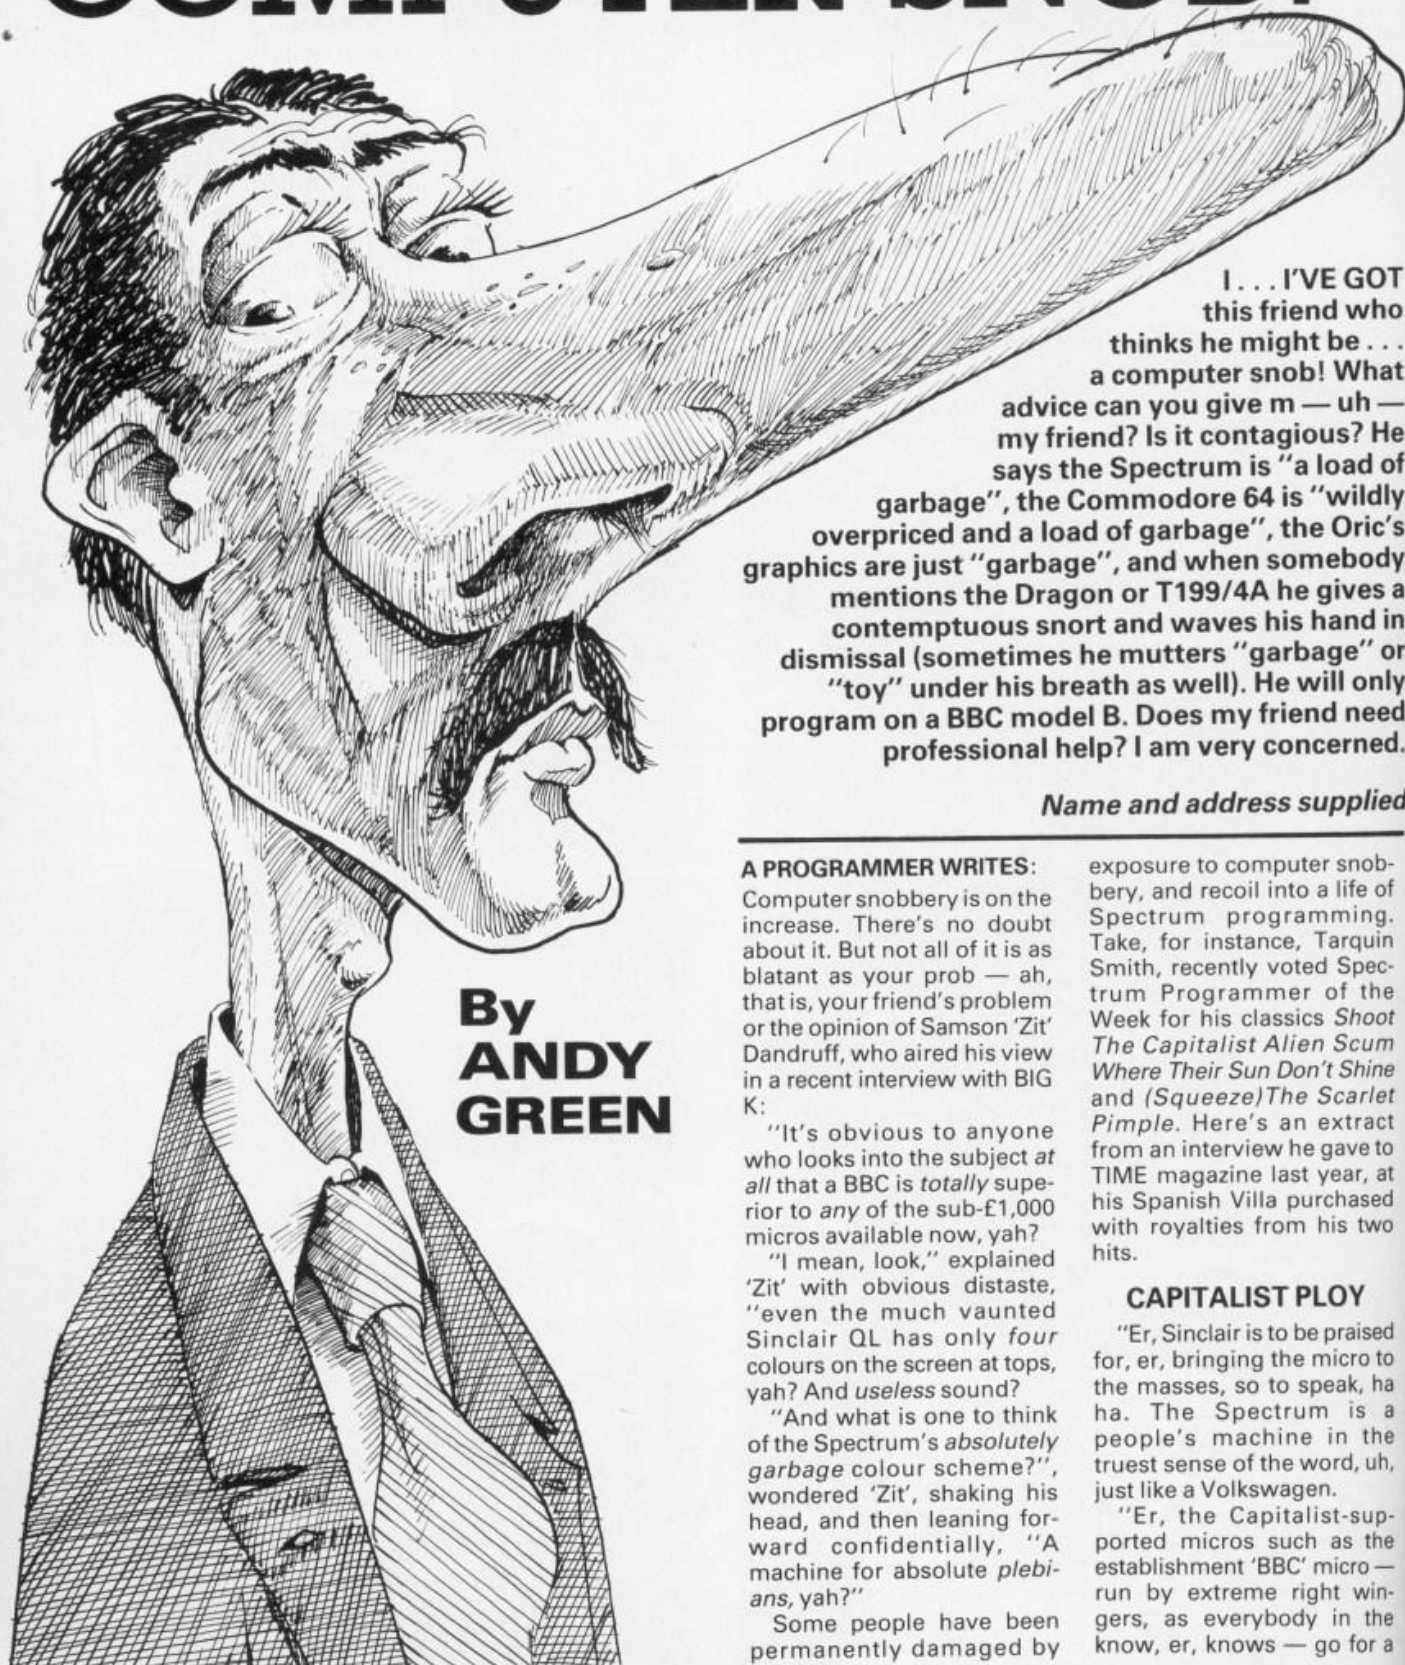 COMPUTER SNOB?
I . . . I'VE GOT
this friend who
thinks he might be . . .
a computer snob! What
advice can you give m — uh —
my friend? Is it contagious? He
says the Spectrum is "a load of
garbage", the Commodore 64 is "wildly
overpriced and a load of garbage", the Oric's
graphics are just "garbage", and when somebody
mentions the Dragon or T199/4A he gives a
contemptuous snort and waves his hand in
dismissal (sometimes he mutters "garbage" or
"toy" under his breath as well). He will only
program on a BBC model B. Does my friend need
professional help? I am very concerned.
Name and address supplied
By
ANDY
GREEN
A PROGRAMMER WRITES:
Computer snobbery is on the
increase. There's no doubt
about it. But not all of it is as
blatant as your prob — ah,
that is, your friend's problem
or the opinion of Samson 'Zit'
Dandruff, who aired his view
in a recent interview with BIG
K:
"It's obvious to anyone
who looks into the subject at
all that a BBC is totally supe-
rior to any of the sub-£1,000
micros available now, yah?
"I mean, look," explained
'Zit' with obvious distaste,
"even the much vaunted
Sinclair QL has only four
colours on the screen at tops,
yah? And useless sound?
"And what is one to think
of the Spectrum's absolutely
garbage colour scheme?",
wondered 'Zit', shaking his
head, and then leaning for-
ward confidentially, "A
machine for absolute plebi-
ans, yah?"
Some people have been
permanently damaged by
exposure to computer snob-
bery, and recoil into a life of
Spectrum programming.
Take, for instance, Tarquin
Smith, recently voted Spec-
trum Programmer of the
Week for his classics Shoot
The Capitalist Alien Scum
Where Their Sun Don't Shine
and (Squeeze)The Scarlet
Pimple. Here's an extract
from an interview he gave to
TIME magazine last year, at
his Spanish Villa purchased
with royalties from his two
hits.
CAPITALIST PLOY
"Er, Sinclair is to be praised
for, er, bringing the micro to
the masses, so to speak, ha
ha. The Spectrum is a
people's machine in the
truest sense of the word, uh,
just like a Volkswagen.
"Er, the Capitalist-sup-
ported micros such as the
establishment 'BBC' micro —
run by extreme right win-
gers, as everybody in the
know, er, knows — go for a